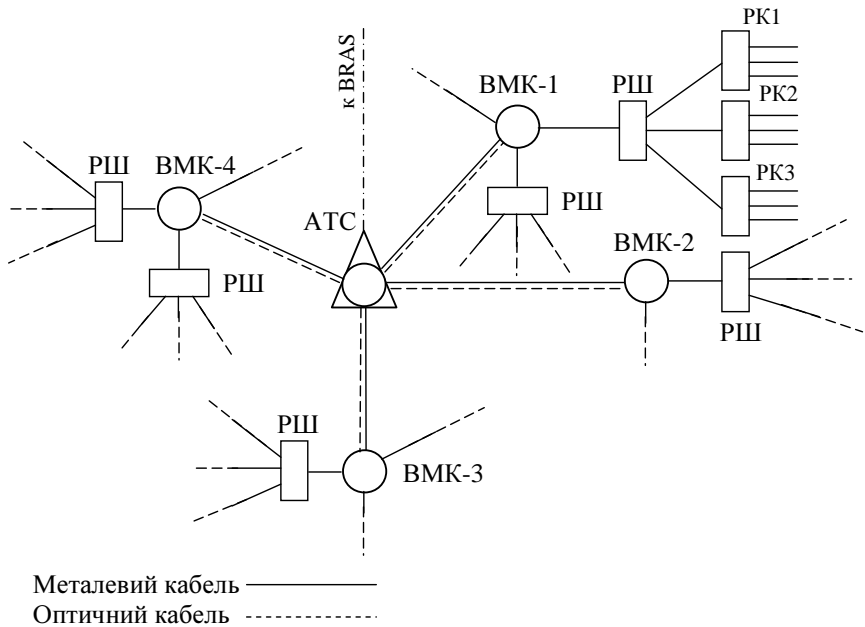 РК1
к BRAS
ВМК-1
РШ
РК2
РШ
ВМК-4
РК3
АТС
РШ
ВМК-2
РШ
РШ
РШ
ВМК-3
Металевий кабель
Оптичний кабель